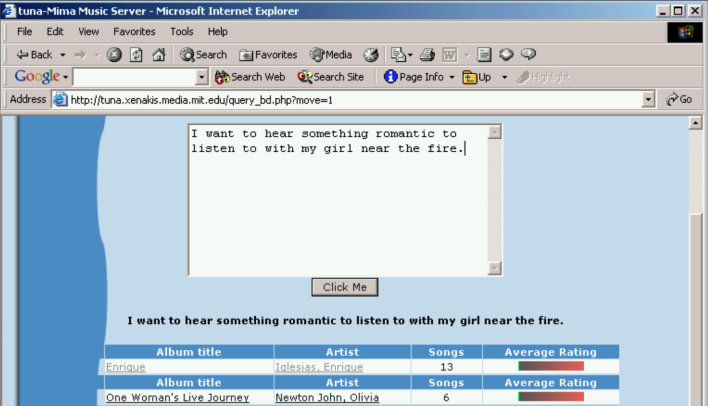 tuna-Mima Music Server - Microsoft Internet Explorer
File Edit View Favorites Tools Help
Back Search Favorites Media
Google Search Web Search Site Page Info Up Highlight
Address http://tuna.xenakis.media.mit.edu/query_bd.php?move=1 Go
I want to hear something romantic to
listen to with my girl near the fire.
Click Me
I want to hear something romantic to listen to with my girl near the fire.
Album title Artist Songs Average Rating
Enrique Iglesias, Enrique 13
Album title Artist Songs Average Rating
One Woman's Live Journey Newton John, Olivia 6